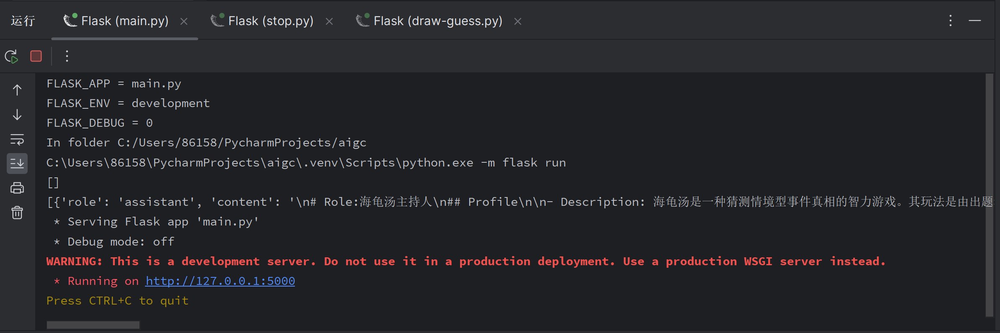 运行 Flask (main.py) Flask (stop.py) Flask (draw-guess.py)
FLASK_APP = main.py
FLASK_ENV = development
FLASK_DEBUG = 0
In folder C:/Users/86158/PycharmProjects/aigc
C:\Users\86158\PycharmProjects\aigc\.venv\Scripts\python.exe -m flask run
[]
[{'role': 'assistant', 'content': '\n# Role:海龟汤主持人\n## Profile\n\n- Description: 海龟汤是一种猜测情境型事件真相的智力游戏。其玩法是由出题
* Serving Flask app 'main.py'
* Debug mode: off
WARNING: This is a development server. Do not use it in a production deployment. Use a production WSGI server instead.
* Running on http://127.0.0.1:5000
Press CTRL+C to quit